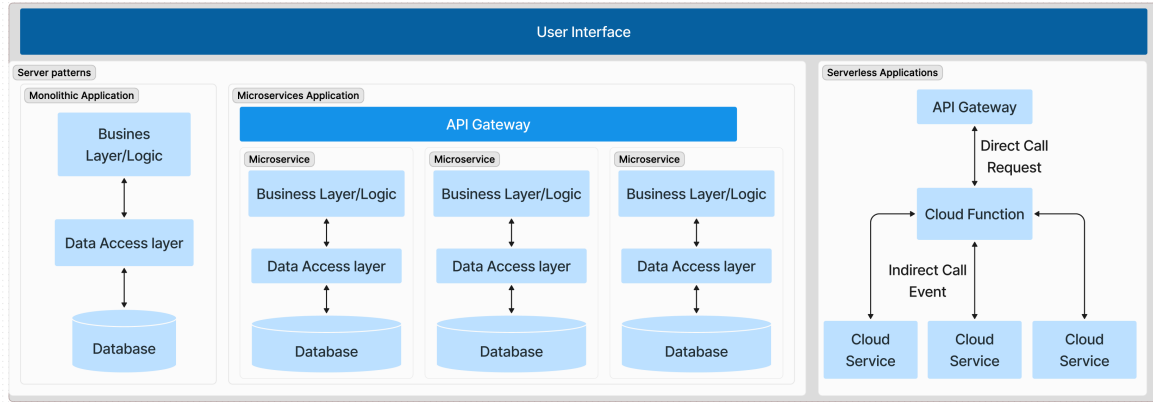 User Interface
Server patterns
Monolithic Application
Busines
Layer/Logic
Data Access layer
Database
Microservices Application
API Gateway
Microservice
Business Layer/Logic
Data Access layer
Database
Microservice
Business Layer/Logic
Data Access layer
Database
Microservice
Business Layer/Logic
Data Access layer
Database
Serverless Applications
API Gateway
Direct Call
Request
Cloud Function
Indirect Call
Event
Cloud
Service
Cloud
Service
Cloud
Service